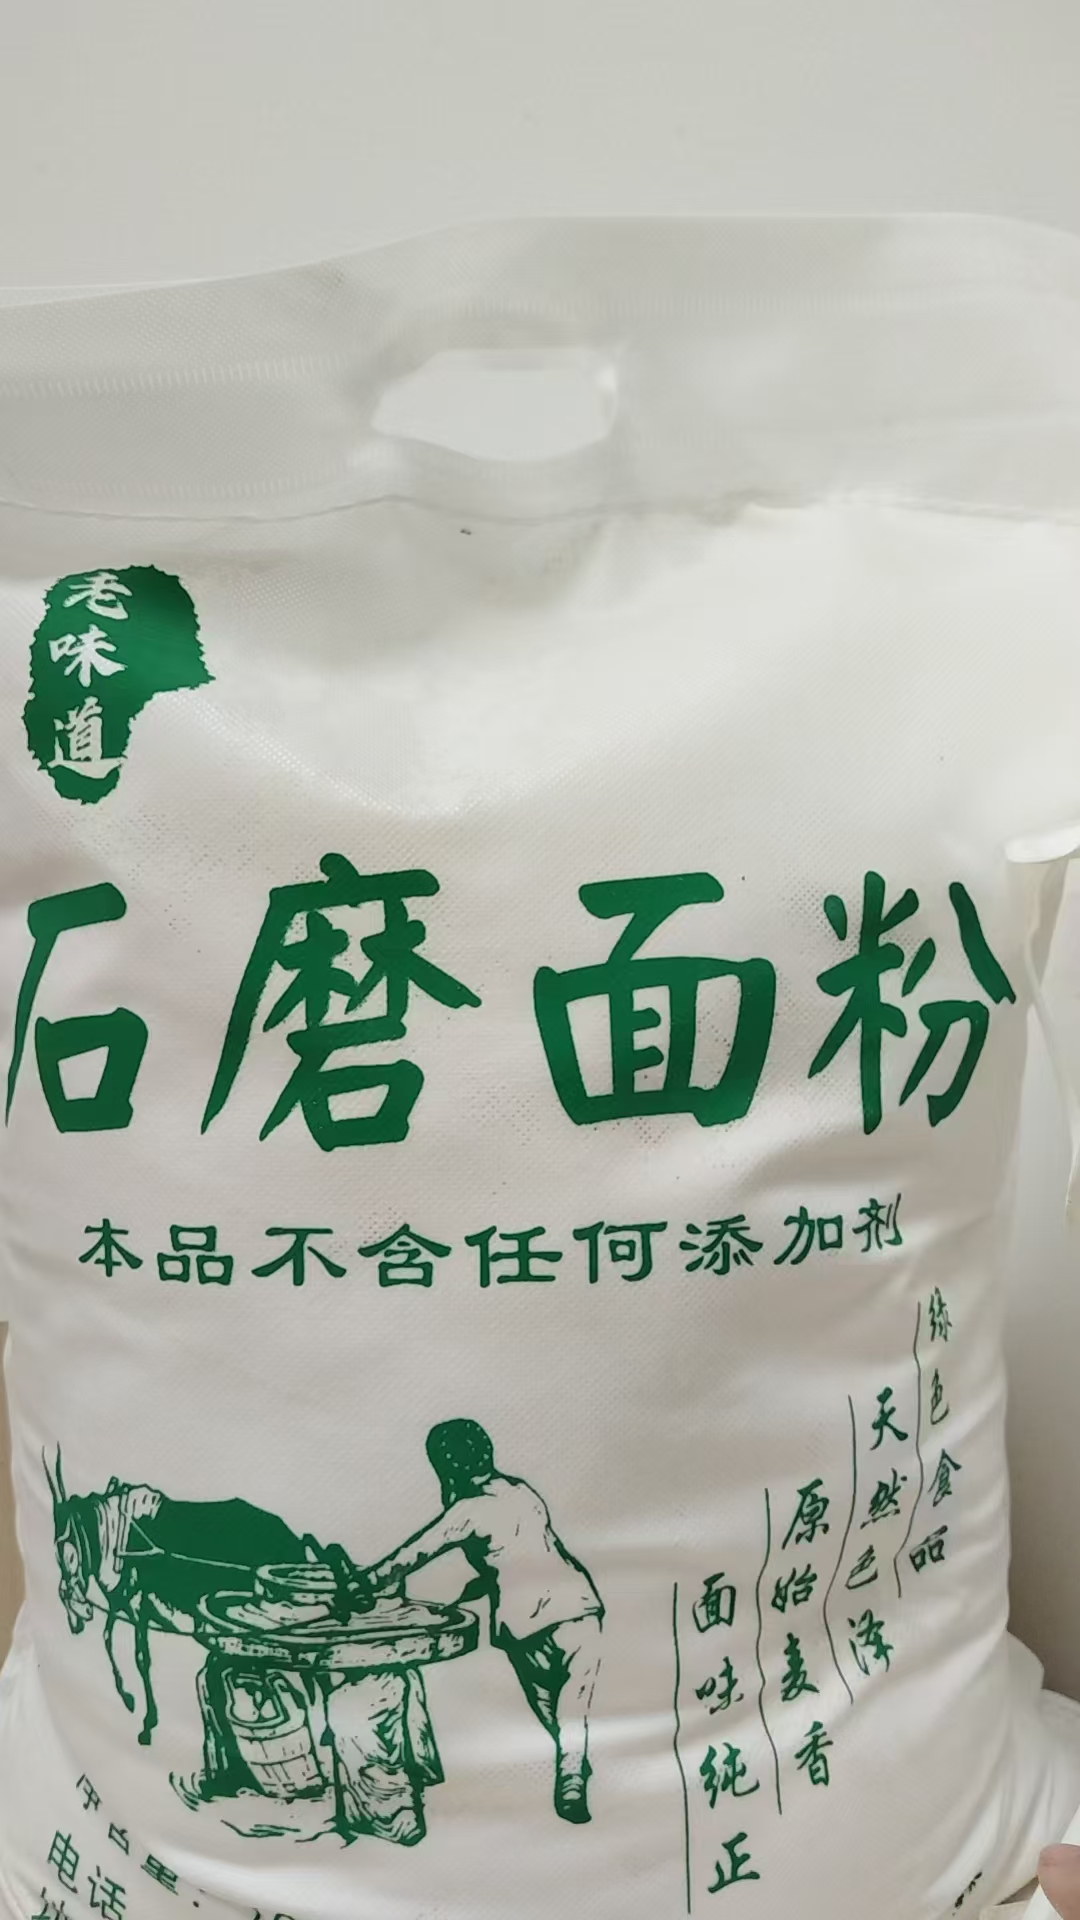 老味道
石磨面粉
本品不含任何添加剂
绿色食品
天然色泽
原始麦香
面味纯正
电话